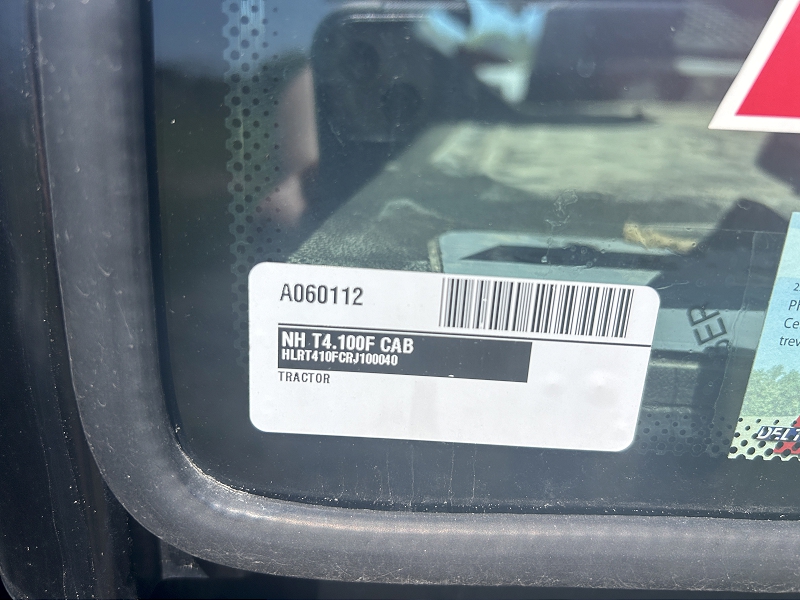 A060112
NH T4.100F CAB
HLRT410FCRJ100040
TRACTOR